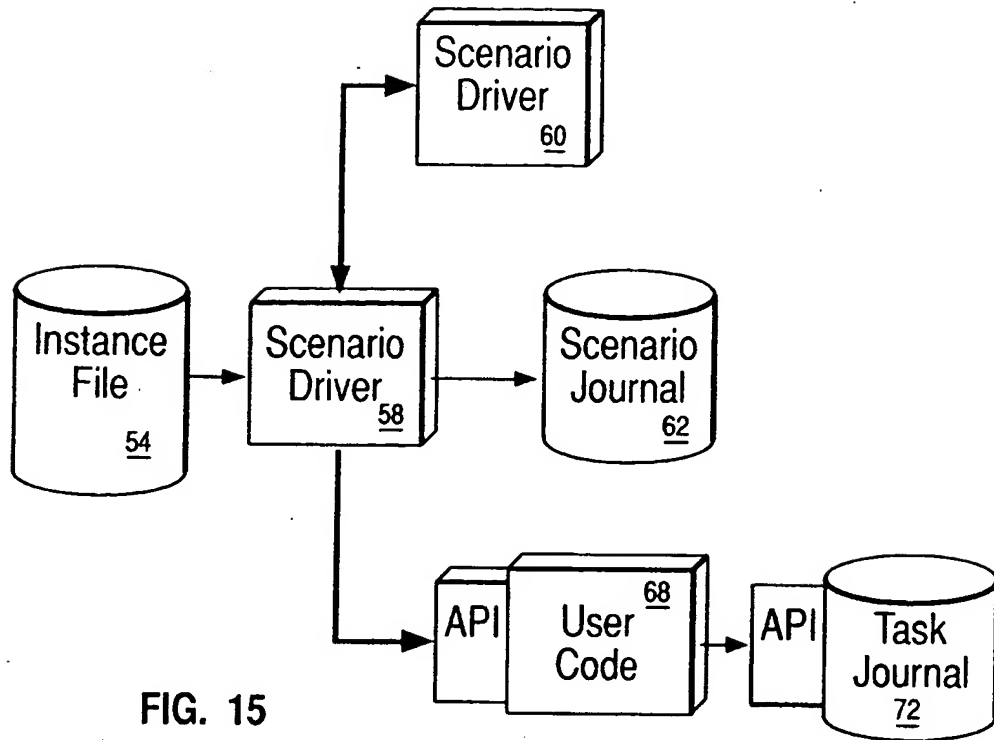 Scenario
Driver
60
Instance
File
54
Scenario
Driver
58
Scenario
Journal
62
API
User
Code
68
API
Task
Journal
72
FIG. 15